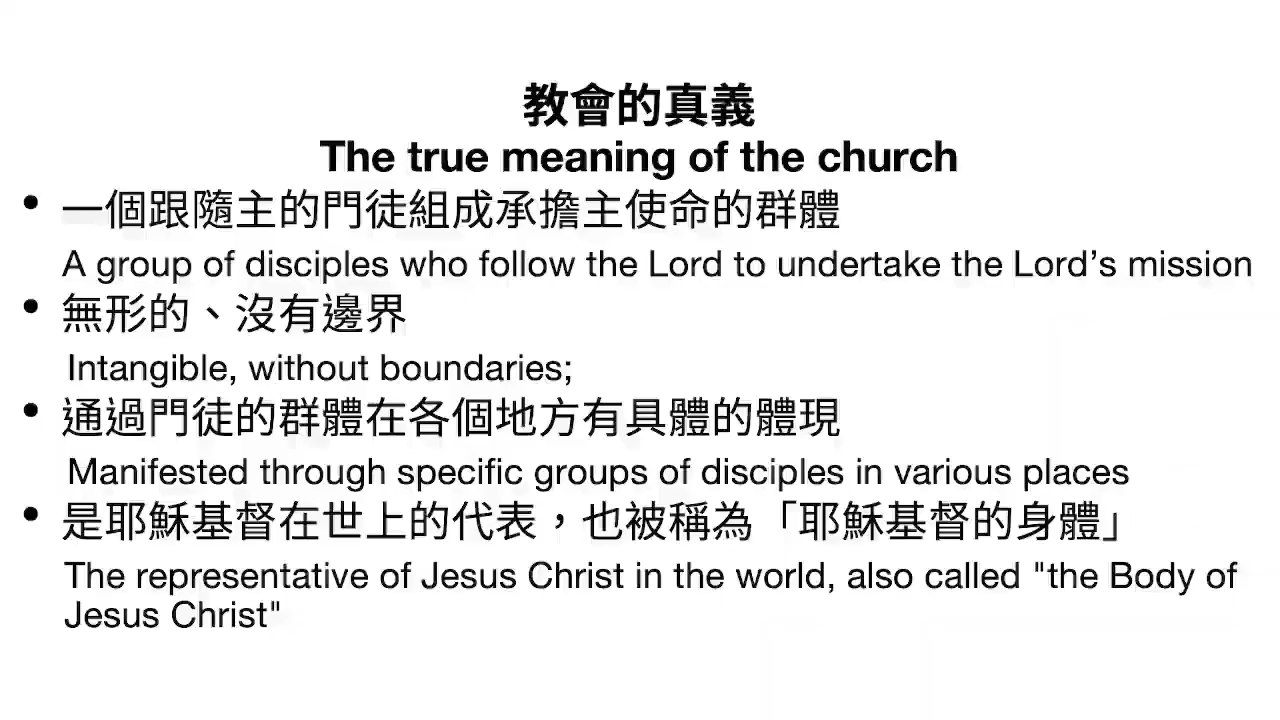 教會的真義
The true meaning of the church
• 一個跟隨主的門徒組成承擔主使命的群體
A group of disciples who follow the Lord to undertake the Lord’s mission
• 無形的、沒有邊界
Intangible, without boundaries;
• 通過門徒的群體在各個地方有具體的體現
Manifested through specific groups of disciples in various places
• 是耶穌基督在世上的代表，也被稱為「耶穌基督的身體」
The representative of Jesus Christ in the world, also called "the Body of
Jesus Christ"